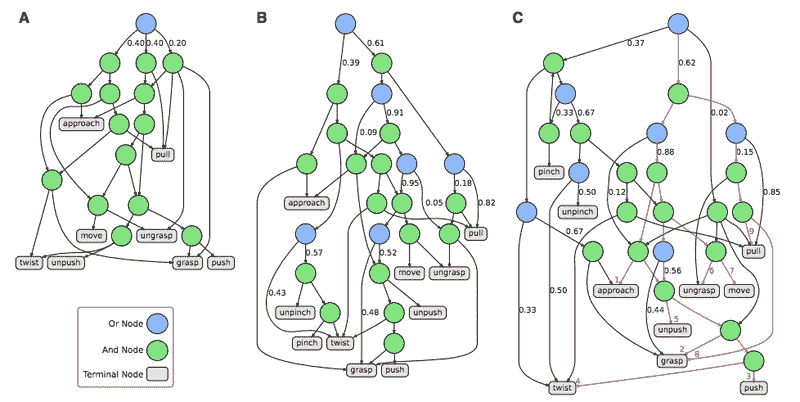 A
B
C
0.40
0.40
0.20
approach
pull
move
ungrasp
twist
unpush
grasp
push
Or Node
And Node
Terminal Node
0.39
0.61
0.91
0.09
0.95
0.05
0.18
0.82
approach
pull
0.57
0.52
move
ungrasp
0.43
unpinch
0.48
unpush
pinch
twist
grasp
push
0.37
0.62
0.02
0.33
0.67
0.88
0.15
pinch
0.50
0.12
0.85
unpinch
0.67
9
pull
0.56
6
7
1
approach
0.44
ungrasp
move
0.33
0.50
5
unpush
2
8
grasp
3
4
twist
push